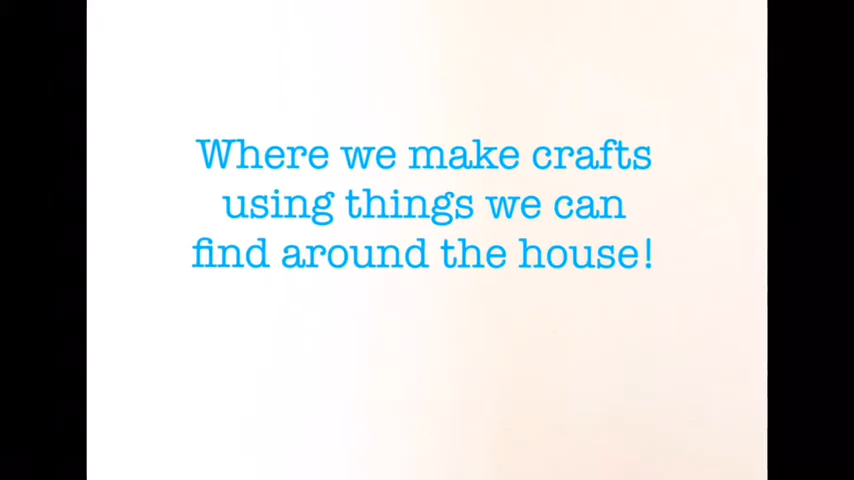 Where we make crafts
using things we can
find around the house!